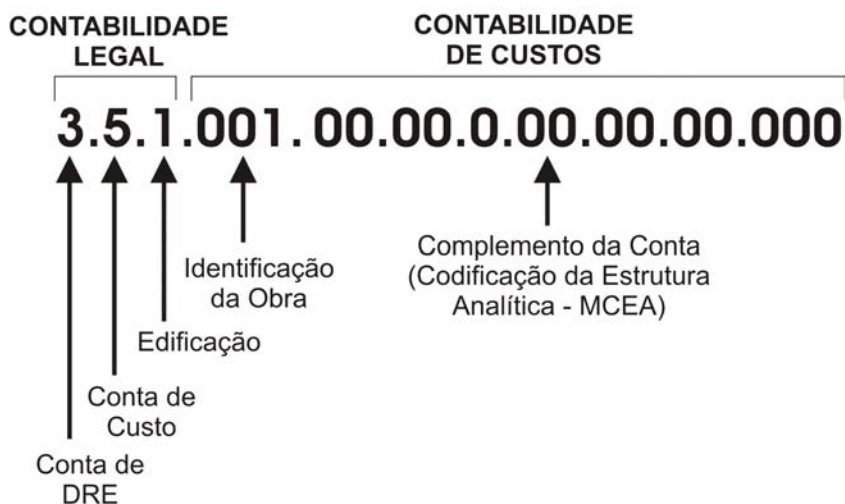 CONTABILIDADE
LEGAL
CONTABILIDADE
DE CUSTOS
3.5.1.001.00.00.0.00.00.00.000
Identificação
da Obra
Complemento da Conta
(Codificação da Estrutura
Analítica - MCEA)
Edificação
Conta de
Custo
Conta de
DRE